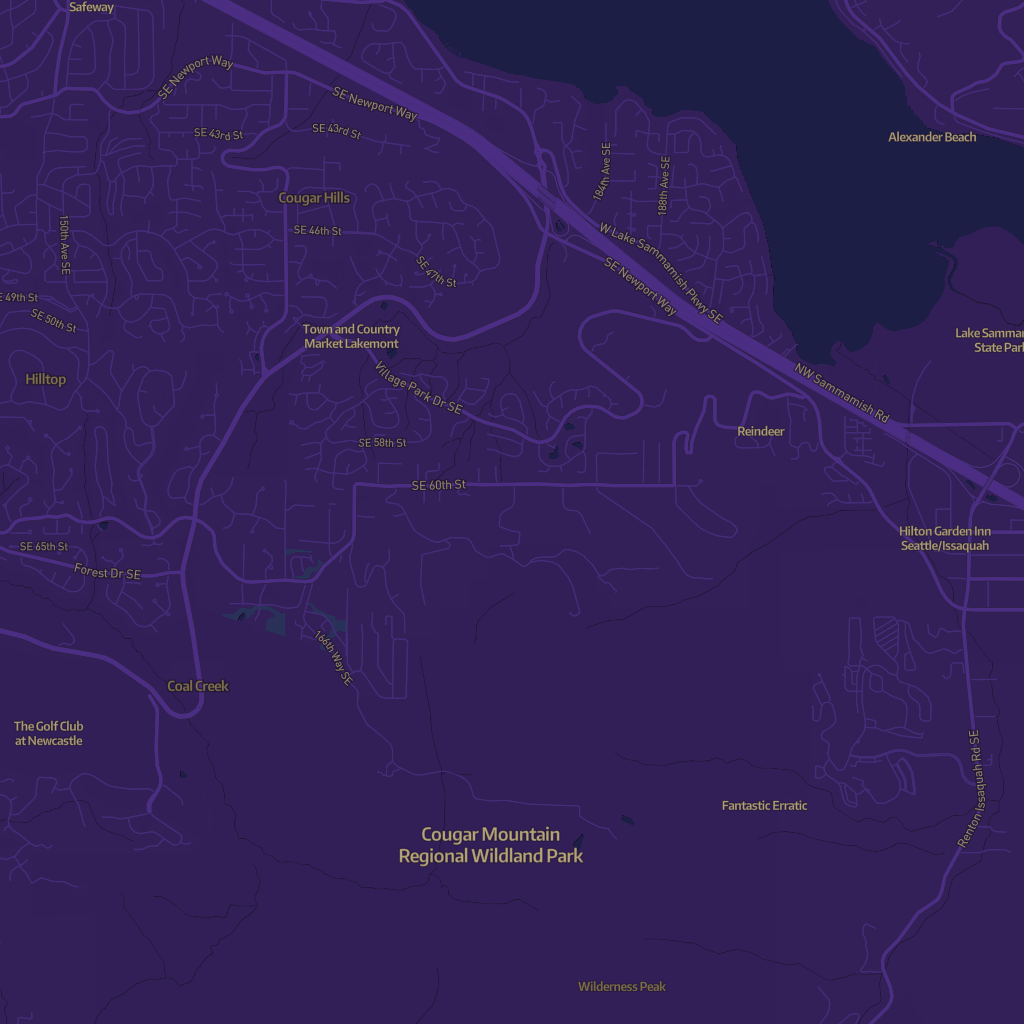 Safeway
SE Newport Way
SE Newport Way
SE 43rd St
SE 43rd St
Alexander Beach
184th Ave SE
188th Ave SE
Cougar Hills
150th Ave SE
SE 46th St
W Lake Sammamish Pkwy SE
SE 47th St
SE Newport Way
SE 49th St
SE 50th St
Town and Country
Market Lakemont
Lake Sammam
State Park
Hilltop
Village Park Dr SE
NW Sammamish Rd
Reindeer
SE 58th St
SE 60th St
Hilton Garden Inn
Seattle/Issaquah
SE 65th St
Forest Dr SE
166th Way SE
Coal Creek
The Golf Club
at Newcastle
Renton Issaquah Rd SE
Fantastic Erratic
Cougar Mountain
Regional Wildland Park
Wilderness Peak